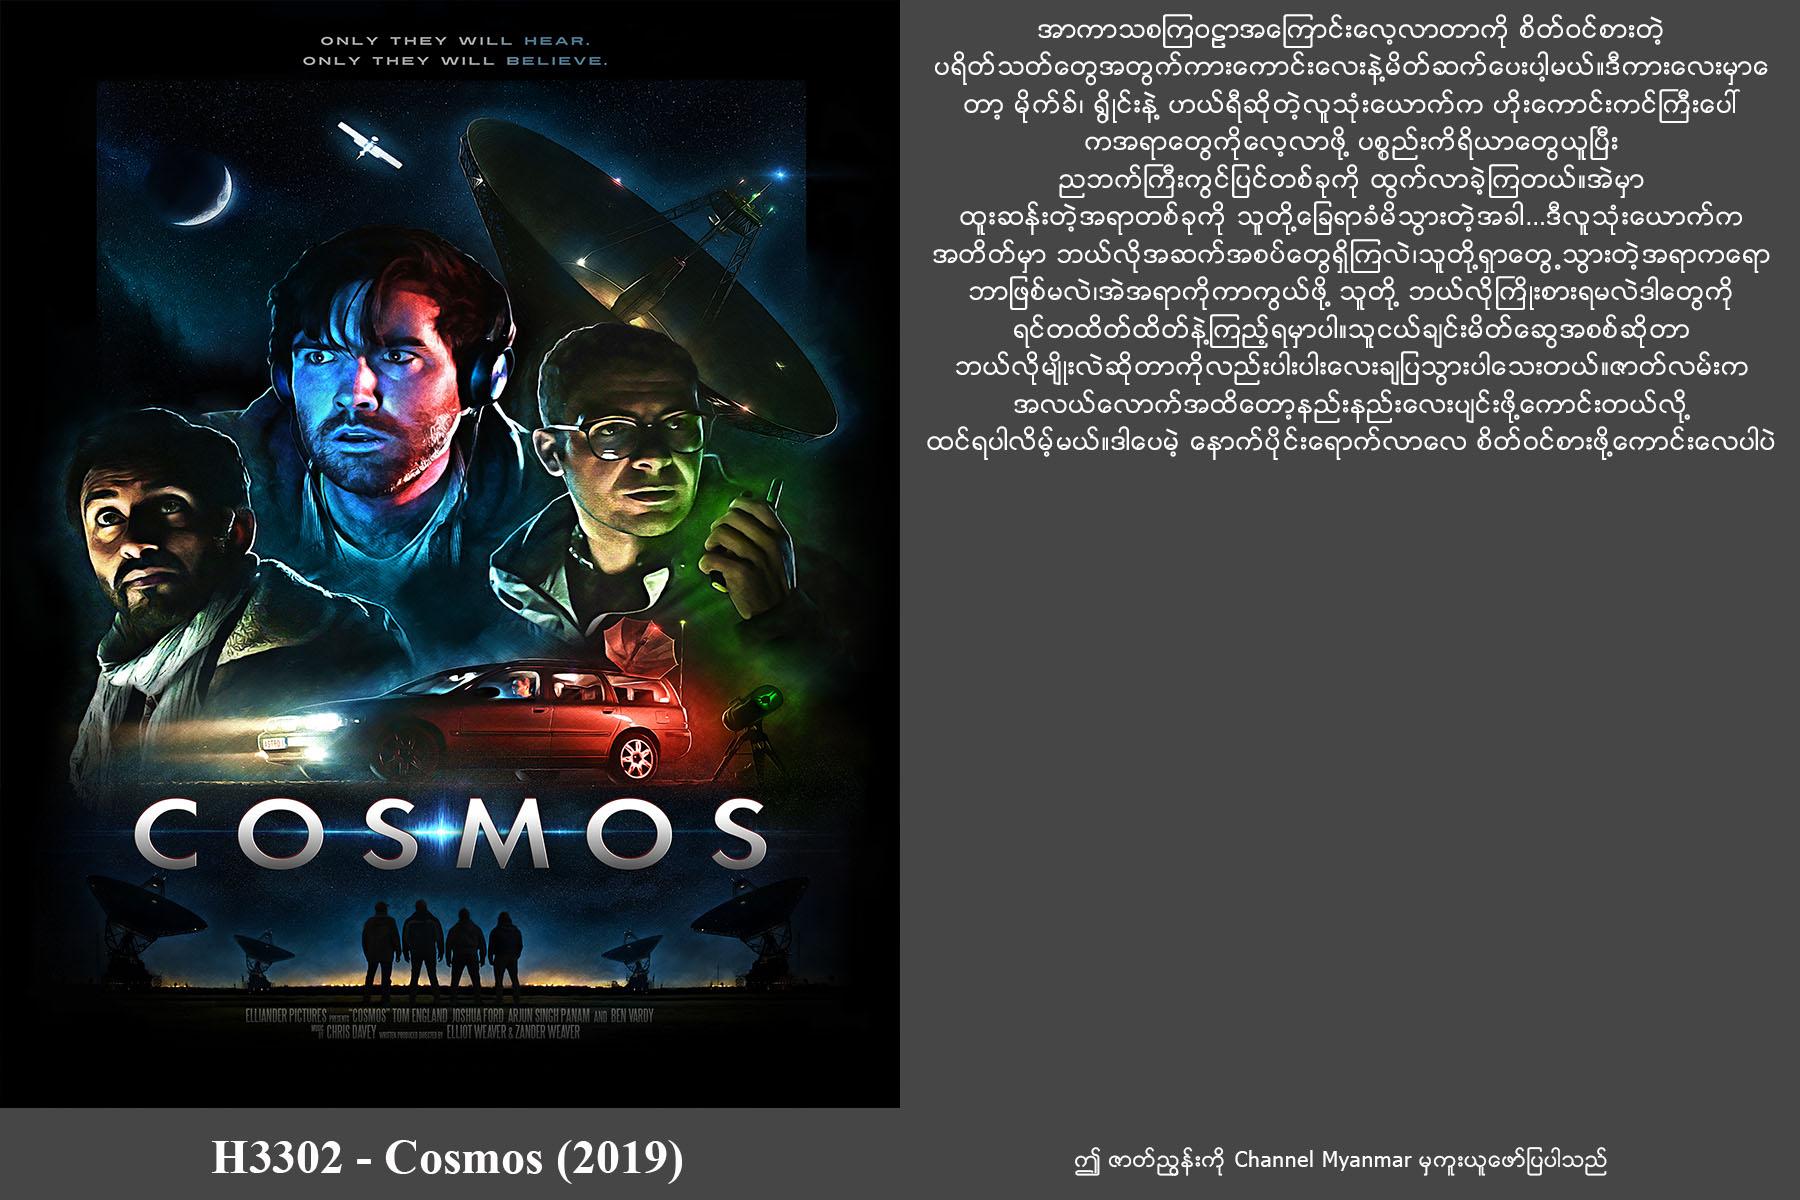 ONLY THEY WILL HEAR.
ONLY THEY WILL BELIEVE.
COSMOS
ELLIANDER PICTURES PRESENTS "COSMOS" TOM ENGLAND JOSHUA FORD ARJUN SINGH PANAM AND BEN VARDY
MUSIC BY CHRIS DAVEY WRITTEN PRODUCED DIRECTED BY ELLIOT WEAVER & ZANDER WEAVER
H3302 - Cosmos (2019)
အာကာသစကြဝဠာအကြောင်းလေ့လာတာကို စိတ်ဝင်စားတဲ့
ပရိတ်သတ်တွေအတွက်ကားကောင်းလေးနဲ့မိတ်ဆက်ပေးပါ့မယ်။ဒီကားလေးမှာေ
တာ့ မိုက်ခ်၊ ရွိုင်းနဲ့ ဟယ်ရီဆိုတဲ့လူသုံးယောက်က ဟိုးကောင်းကင်ကြီးပေါ်
ကအရာတွေကိုလေ့လာဖို့ ပစ္စည်းကိရိယာတွေယူပြီး
ညဘက်ကြီးကွင်ပြင်တစ်ခုကို ထွက်လာခဲ့ကြတယ်။အဲမှာ
ထူးဆန်းတဲ့အရာတစ်ခုကို သူတို့ခြေရာခံမိသွားတဲ့အခါ...ဒီလူသုံးယောက်က
အတိတ်မှာ ဘယ်လိုအဆက်အစပ်တွေရှိကြလဲ၊သူတို့ရှာတွေ့သွားတဲ့အရာကရော
ဘာဖြစ်မလဲ၊အဲအရာကိုကာကွယ်ဖို့ သူတို့ ဘယ်လိုကြိုးစားရမလဲဒါတွေကို
ရင်တထိတ်ထိတ်နဲ့ကြည့်ရမှာပါ။သူငယ်ချင်းမိတ်ဆွေအစစ်ဆိုတာ
ဘယ်လိုမျိုးလဲဆိုတာကိုလည်းပါးပါးလေးချပြသွားပါသေးတယ်။ဇာတ်လမ်းက
အလယ်လောက်အထိတော့နည်းနည်းလေးပျင်းဖို့ကောင်းတယ်လို့
ထင်ရပါလိမ့်မယ်။ဒါပေမဲ့ နောက်ပိုင်းရောက်လာလေ စိတ်ဝင်စားဖို့ကောင်းလေပါပဲ
ဤ ဇာတ်ညွှန်းကို Channel Myanmar မှကူးယူဖော်ပြပါသည်